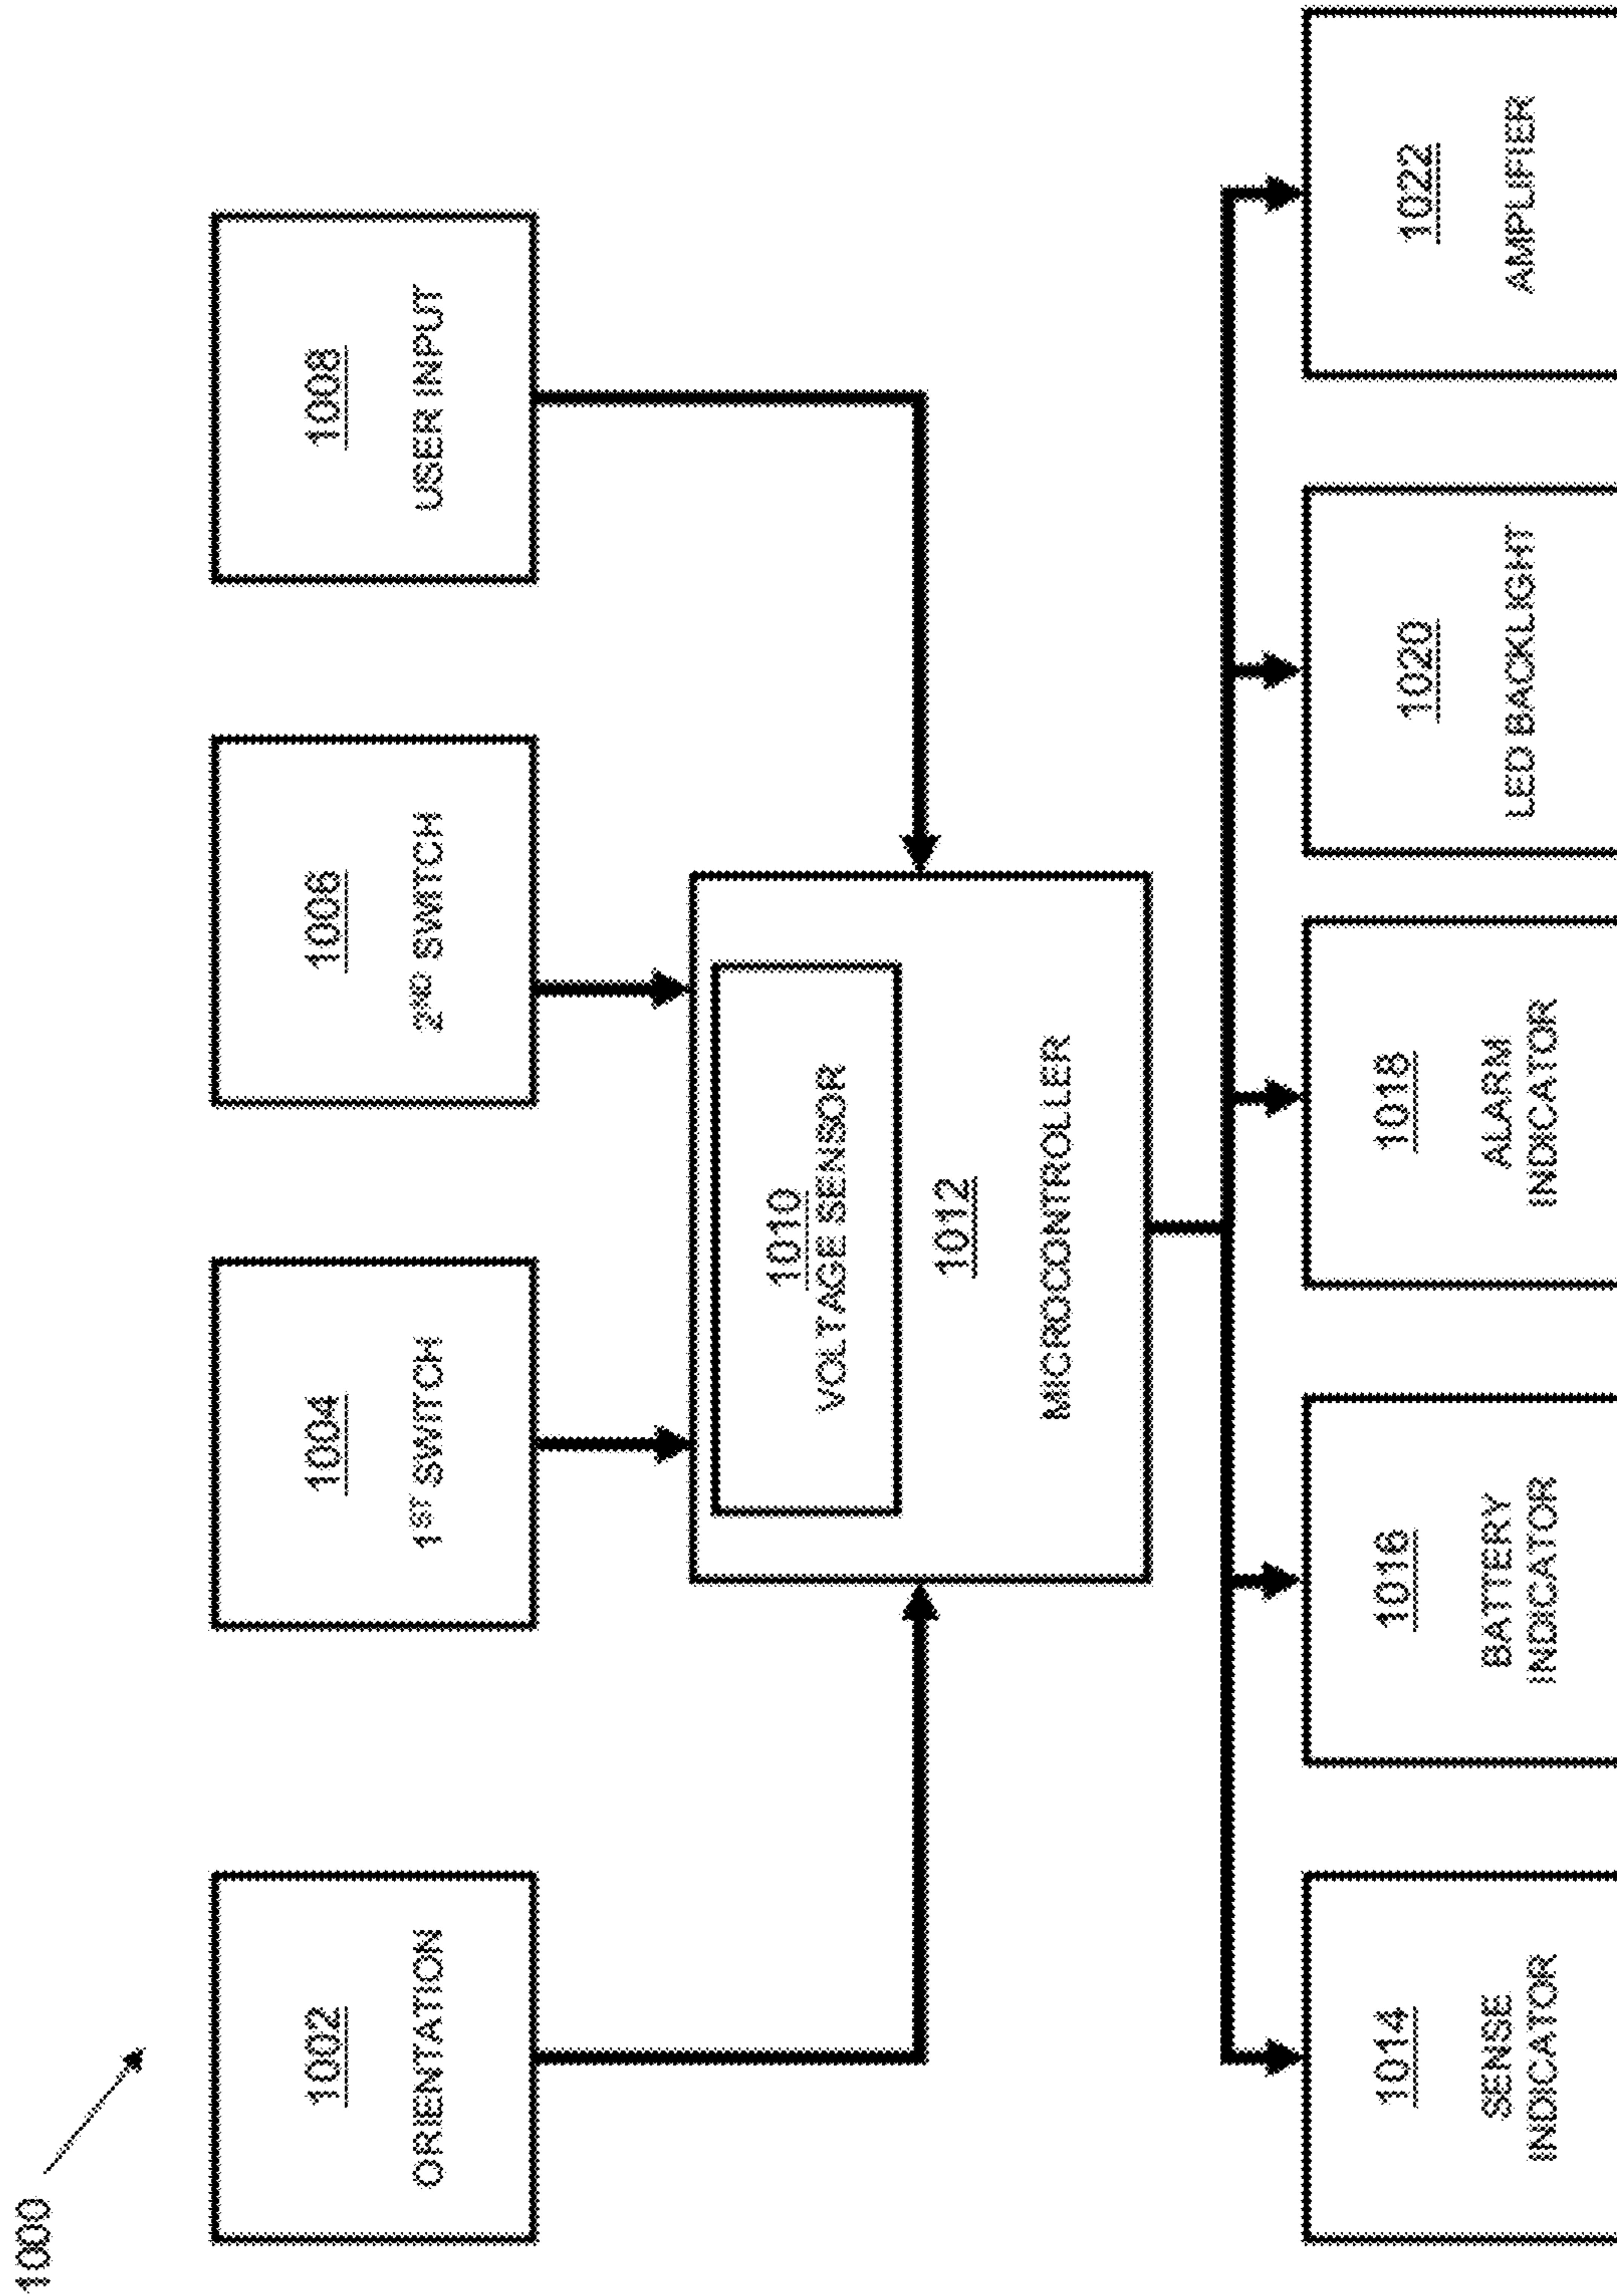 1000
1002
ORIENTATION
1004
1ST SWITCH
1006
2ND SWITCH
1008
USER INPUT
1010
VOLTAGE SENSOR
1012
MICROCONTROLLER
1014
SENSE
INDICATOR
1016
BATTERY
INDICATOR
1018
ALARM
INDICATOR
1020
LED BACKLIGHT
1022
AMPLIFIER